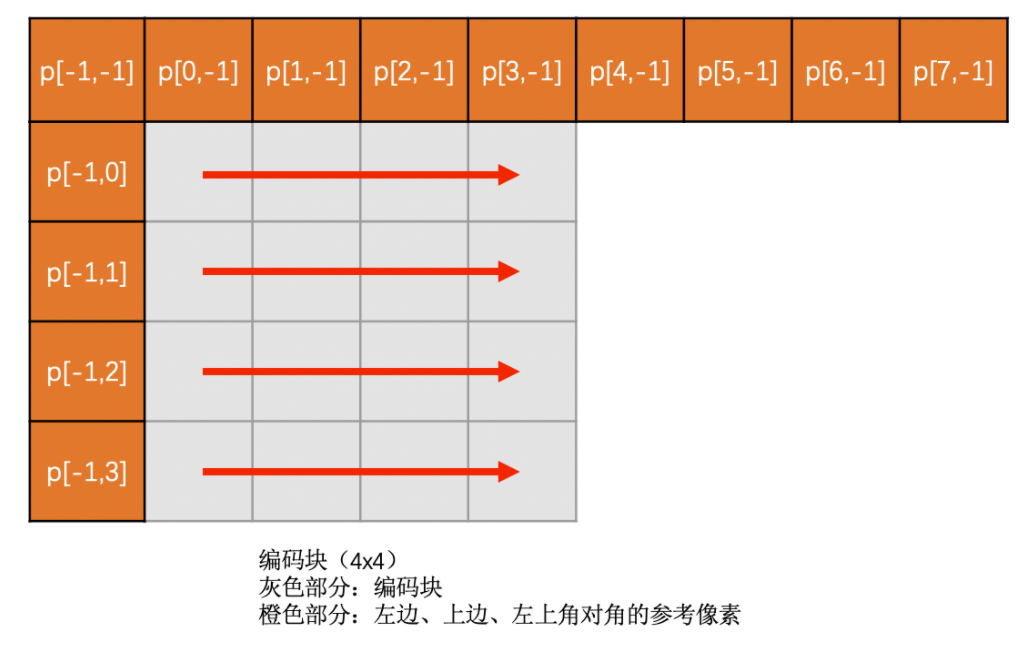 p[-1,-1] p[0,-1] p[1,-1] p[2,-1] p[3,-1] p[4,-1] p[5,-1] p[6,-1] p[7,-1]
p[-1,0]
p[-1,1]
p[-1,2]
p[-1,3]
编码块（4x4）
灰色部分：编码块
橙色部分：左边、上边、左上角对角的参考像素